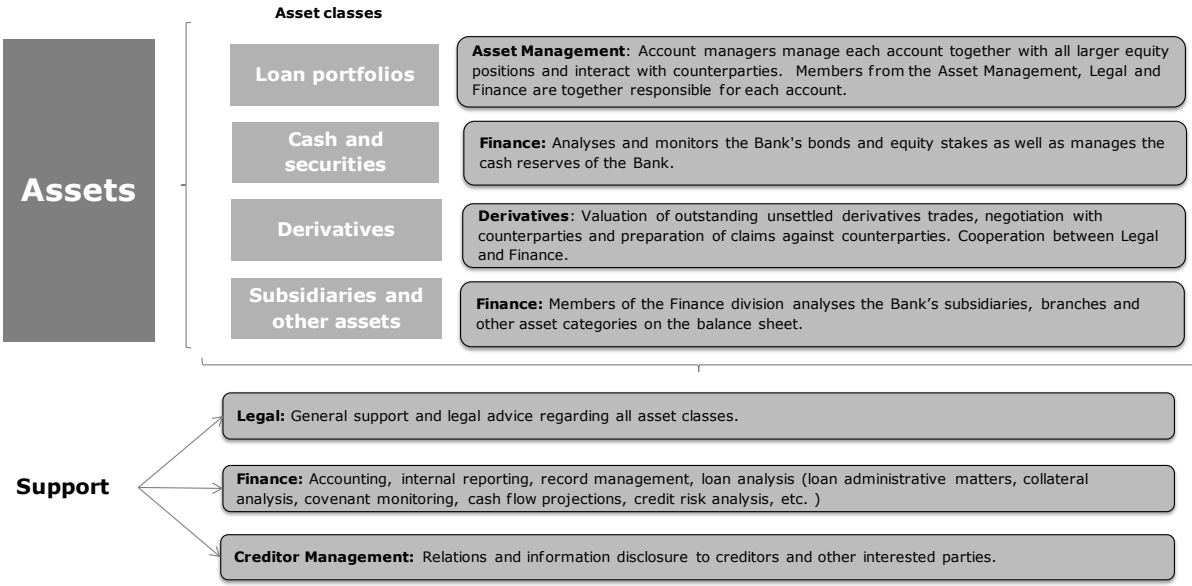 Asset classes
Assets
Loan portfolios
Asset Management: Account managers manage each account together with all larger equity
positions and interact with counterparties. Members from the Asset Management, Legal and
Finance are together responsible for each account.
Cash and
securities
Finance: Analyses and monitors the Bank's bonds and equity stakes as well as manages the
cash reserves of the Bank.
Derivatives
Derivatives: Valuation of outstanding unsettled derivatives trades, negotiation with
counterparties and preparation of claims against counterparties. Cooperation between Legal
and Finance.
Subsidiaries and
other assets
Finance: Members of the Finance division analyses the Bank’s subsidiaries, branches and
other asset categories on the balance sheet.
Support
Legal: General support and legal advice regarding all asset classes.
Finance: Accounting, internal reporting, record management, loan analysis (loan administrative matters, collateral
analysis, covenant monitoring, cash flow projections, credit risk analysis, etc. )
Creditor Management: Relations and information disclosure to creditors and other interested parties.